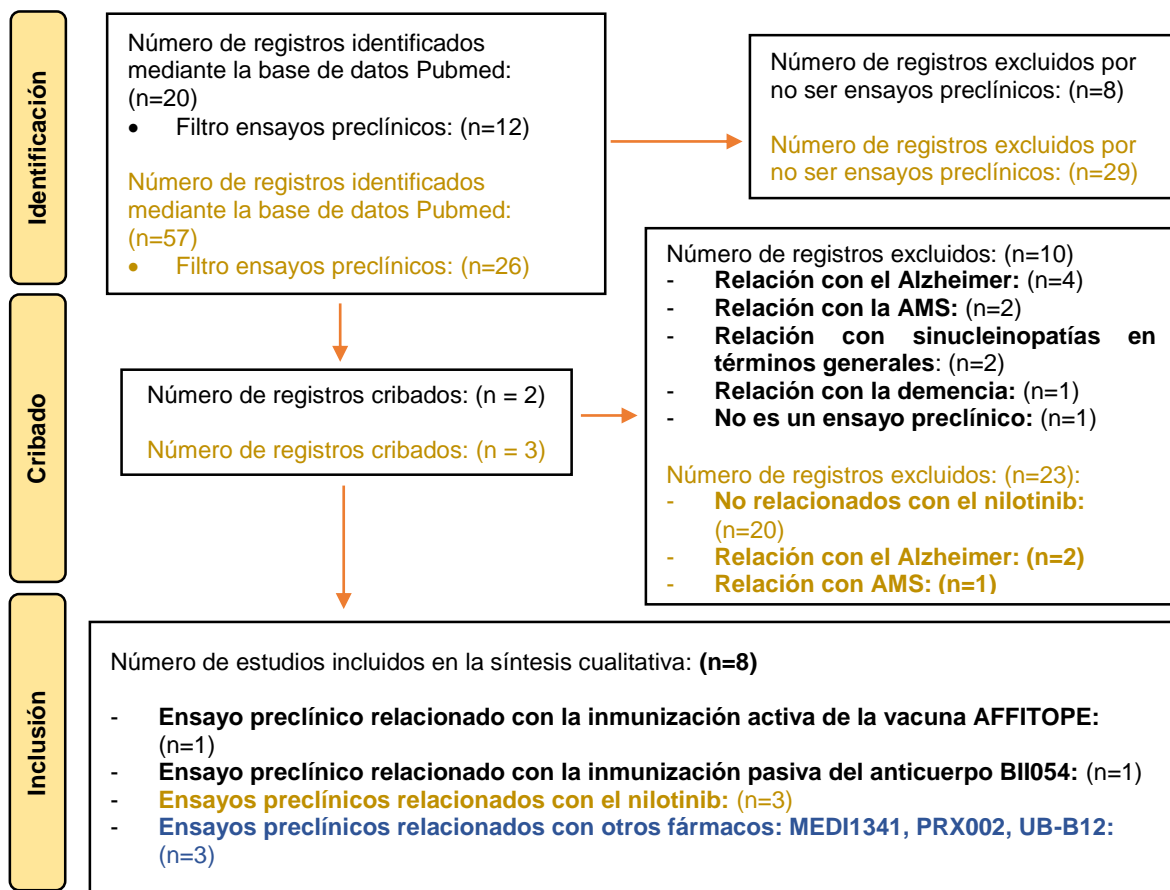 Identificación
Número de registros identificados
mediante la base de datos Pubmed:
(n=20)
• Filtro ensayos preclínicos: (n=12)
Número de registros identificados
mediante la base de datos Pubmed:
(n=57)
• Filtro ensayos preclínicos: (n=26)
Número de registros excluidos por
no ser ensayos preclínicos: (n=8)
Número de registros excluidos por
no ser ensayos preclínicos: (n=29)
Cribado
Número de registros cribados: (n = 2)
Número de registros cribados: (n = 3)
Número de registros excluidos: (n=10)
- Relación con el Alzheimer: (n=4)
- Relación con la AMS: (n=2)
- Relación con sinucleinopatías en
términos generales: (n=2)
- Relación con la demencia: (n=1)
- No es un ensayo preclínico: (n=1)
Número de registros excluidos: (n=23):
- No relacionados con el nilotinib:
(n=20)
- Relación con el Alzheimer: (n=2)
- Relación con AMS: (n=1)
Inclusión
Número de estudios incluidos en la síntesis cualitativa: (n=8)
- Ensayo preclínico relacionado con la inmunización activa de la vacuna AFFITOPE:
(n=1)
- Ensayo preclínico relacionado con la inmunización pasiva del anticuerpo BII054: (n=1)
- Ensayos preclínicos relacionados con el nilotinib: (n=3)
- Ensayos preclínicos relacionados con otros fármacos: MEDI1341, PRX002, UB-B12:
(n=3)